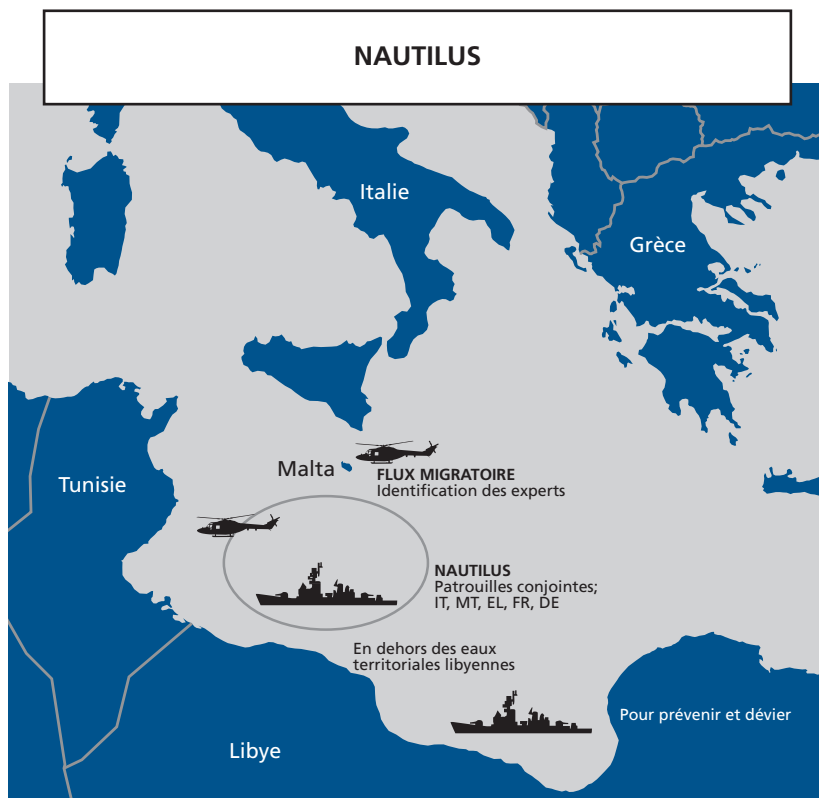 NAUTILUS
Italie
Grèce
Malta
FLUX MIGRATOIRE
Identification des experts
Tunisie
NAUTILUS
Patrouilles conjointes;
IT, MT, EL, FR, DE
En dehors des eaux
territoriales libyennes
Pour prévenir et dévier
Libye